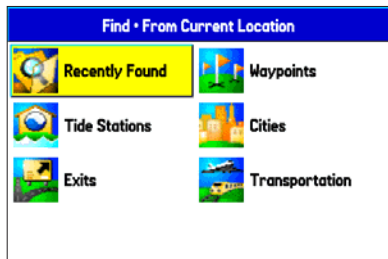 Find • From Current Location
Recently Found
Waypoints
Tide Stations
Cities
Exits
Transportation